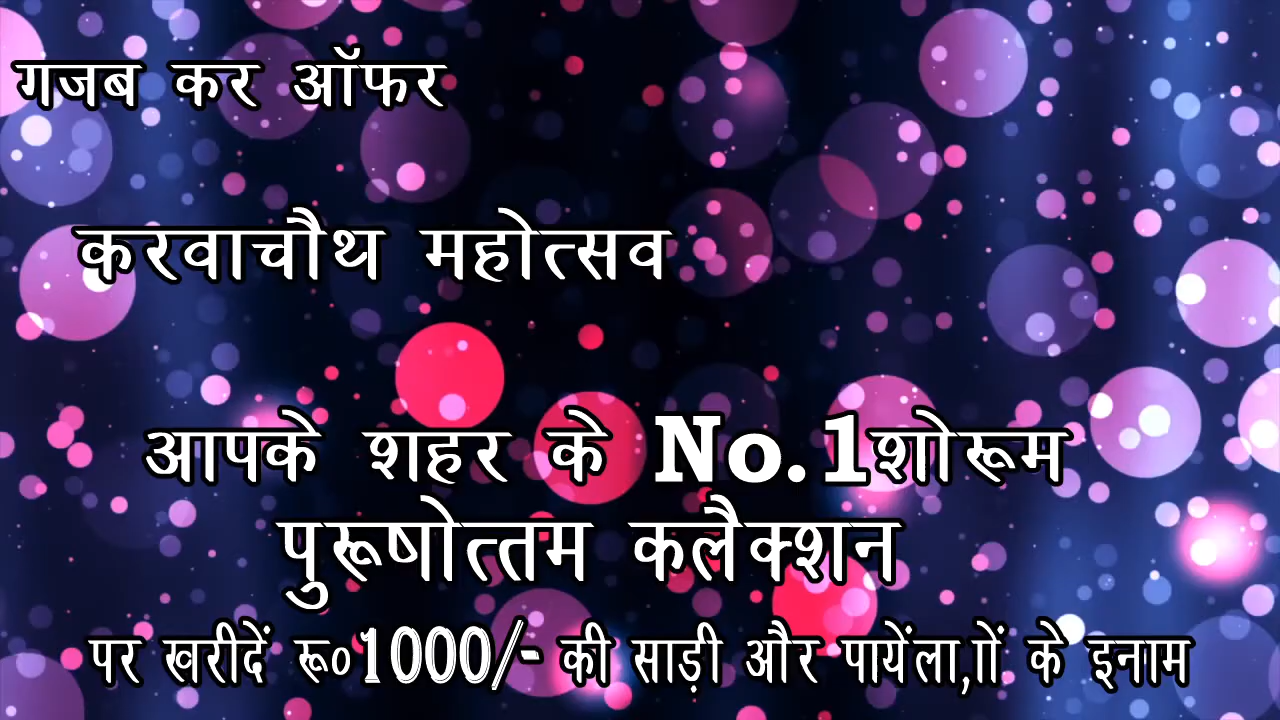 गजब कर ऑफर
करवाचौथ महोत्सव
आपके शहर के No.1शोरूम
पुरूषोत्तम कलैक्शन
पर खरीदें रू०1000/- की साड़ी और पायेंला,ाों के इनाम